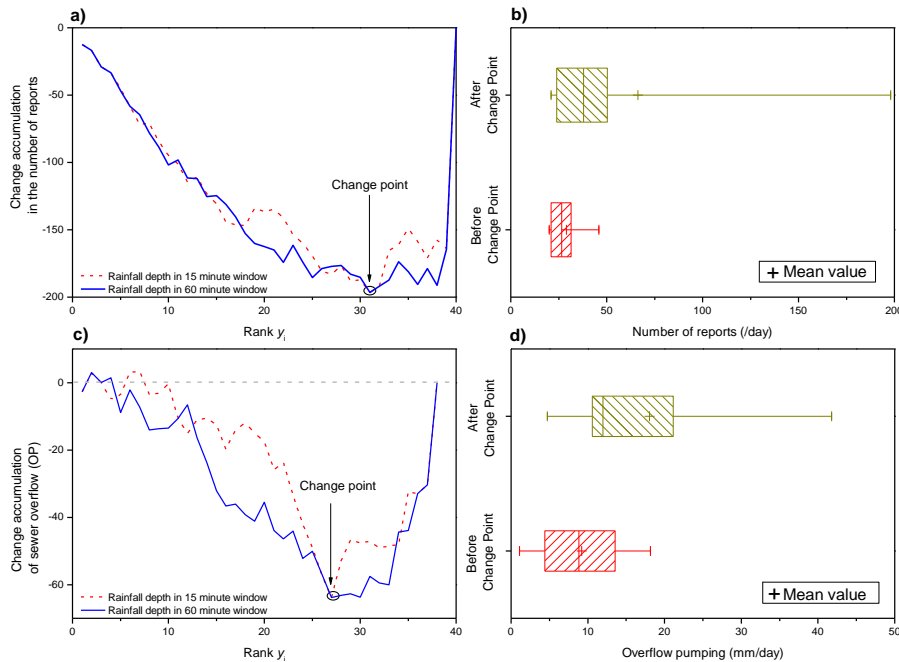 a)
0
-50
-100
-150
-200
Change accumulation
in the number of reports
Change point
Rainfall depth in 15 minute window
Rainfall depth in 60 minute window
0 10 20 30 40
Rank yi
b)
After
Change Point
Before
Change Point
Mean value
0 50 100 150 200
Number of reports (/day)
c)
0
-20
-40
-60
Change accumulation
of sewer overflow (OP)
Change point
Rainfall depth in 15 minute window
Rainfall depth in 60 minute window
0 10 20 30 40
Rank yi
d)
After
Change Point
Before
Change Point
Mean value
0 10 20 30 40 50
Overflow pumping (mm/day)